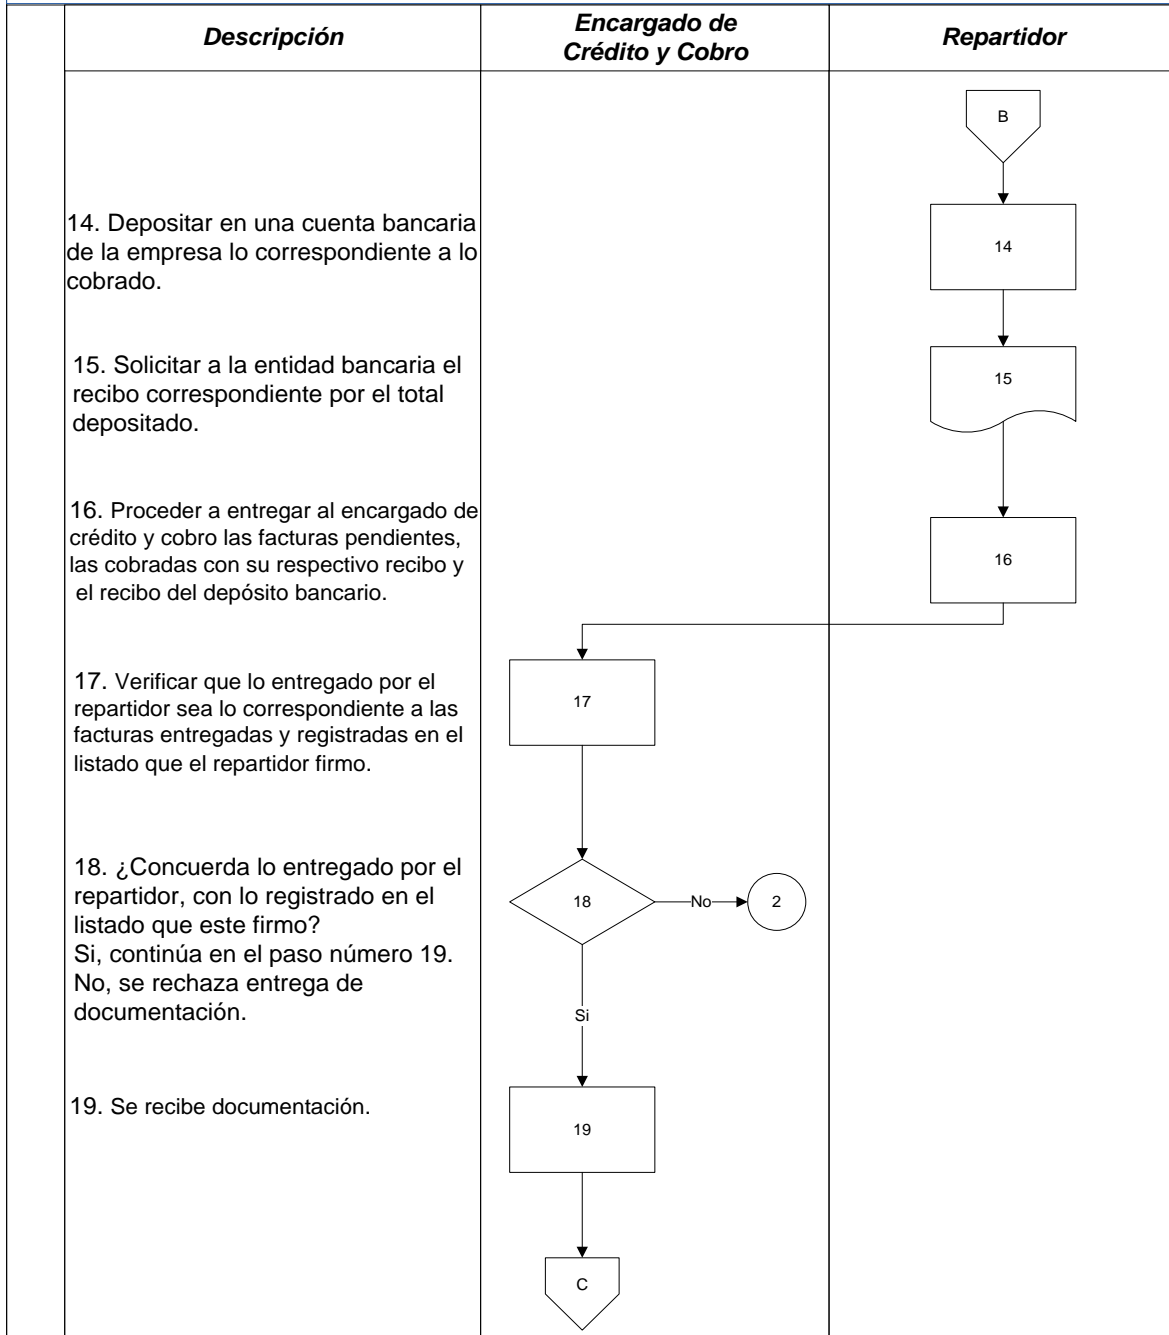 Descripción
Encargado de
Crédito y Cobro
Repartidor
B
14. Depositar en una cuenta bancaria
de la empresa lo correspondiente a lo
cobrado.
14
15. Solicitar a la entidad bancaria el
recibo correspondiente por el total
depositado.
15
16. Proceder a entregar al encargado de
crédito y cobro las facturas pendientes,
las cobradas con su respectivo recibo y
el recibo del depósito bancario.
16
17. Verificar que lo entregado por el
repartidor sea lo correspondiente a las
facturas entregadas y registradas en el
listado que el repartidor firmo.
17
18. ¿Concuerda lo entregado por el
repartidor, con lo registrado en el
listado que este firmo?
Si, continúa en el paso número 19.
No, se rechaza entrega de
documentación.
18
No
2
Si
19. Se recibe documentación.
19
C